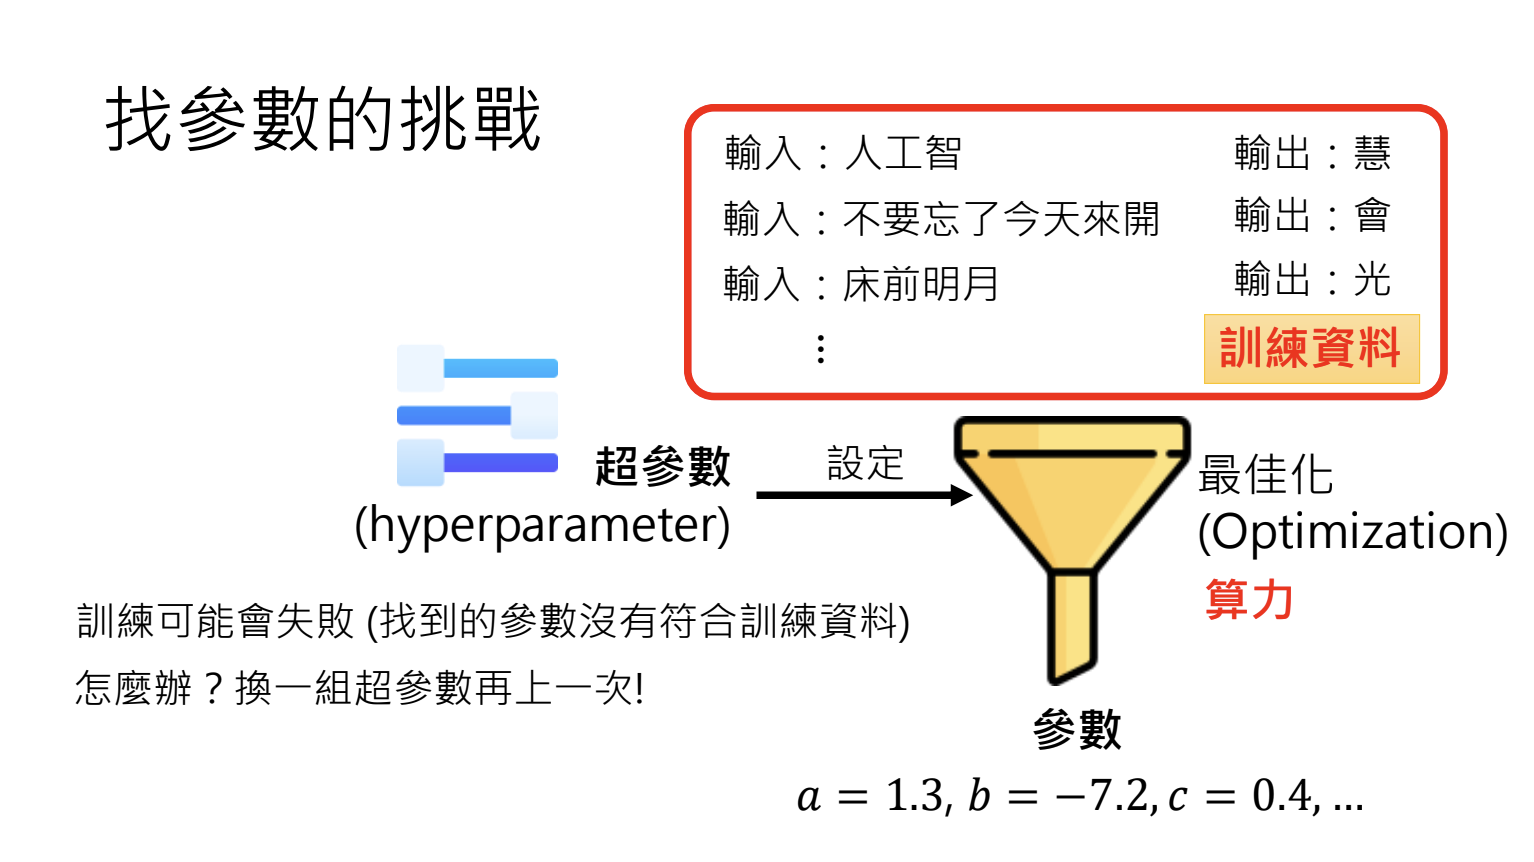 找參數的挑戰
輸入：人工智 輸出：慧
輸入：不要忘了今天來開 輸出：會
輸入：床前明月 輸出：光
⋮
訓練資料
超參數
(hyperparameter)
設定
最佳化
(Optimization)
算力
訓練可能會失敗 (找到的參數沒有符合訓練資料)
怎麼辦？換一組超參數再上一次!
參數
a = 1.3, b = −7.2, c = 0.4, …